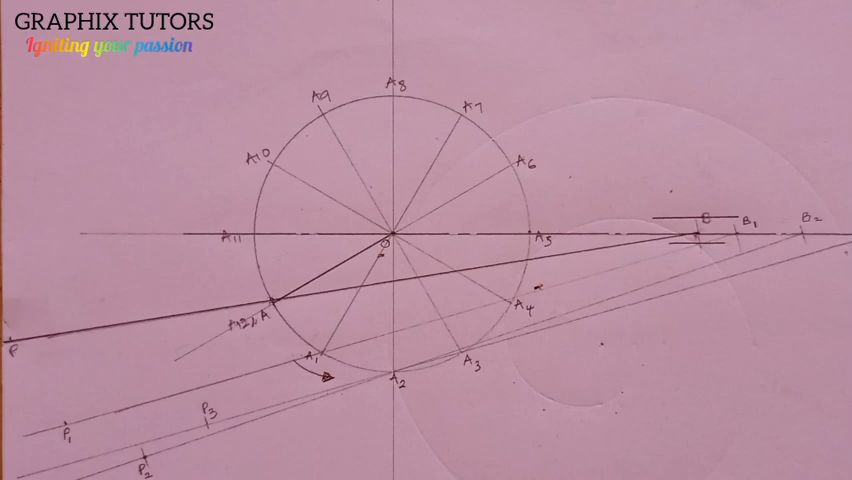 GRAPHIX TUTORS
Igniting your passion
A8
A9
A7
A10
A6
A11
O
A5
B
B1
B2
A12, A
A4
P
A1
A3
A2
P3
P1
P2